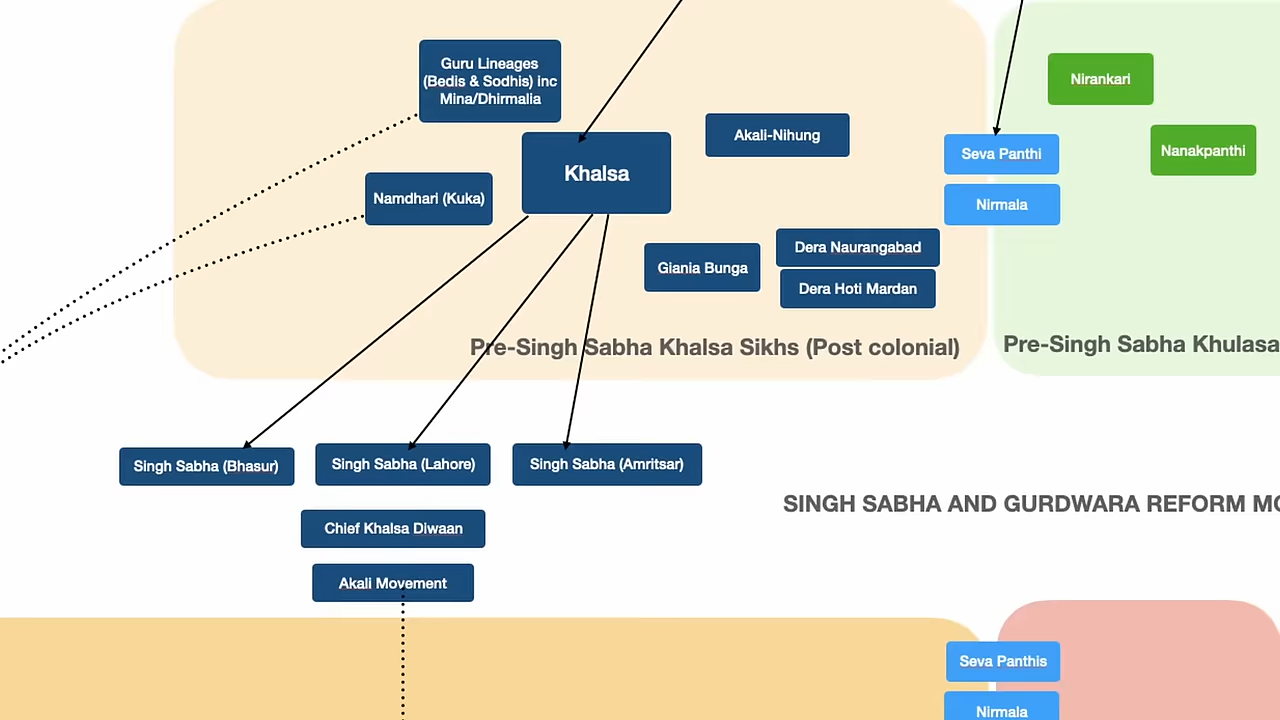 Guru Lineages
(Bedis & Sodhis) inc
Mina/Dhirmalia
Nirankari
Akali-Nihung
Khalsa
Seva Panthi
Nanakpanthi
Namdhari (Kuka)
Nirmala
Dera Naurangabad
Giania Bunga
Dera Hoti Mardan
Pre-Singh Sabha Khalsa Sikhs (Post colonial)
Pre-Singh Sabha Khulasa
Singh Sabha (Bhasur)
Singh Sabha (Lahore)
Singh Sabha (Amritsar)
SINGH SABHA AND GURDWARA REFORM
Chief Khalsa Diwaan
Akali Movement
Seva Panthis
Nirmala